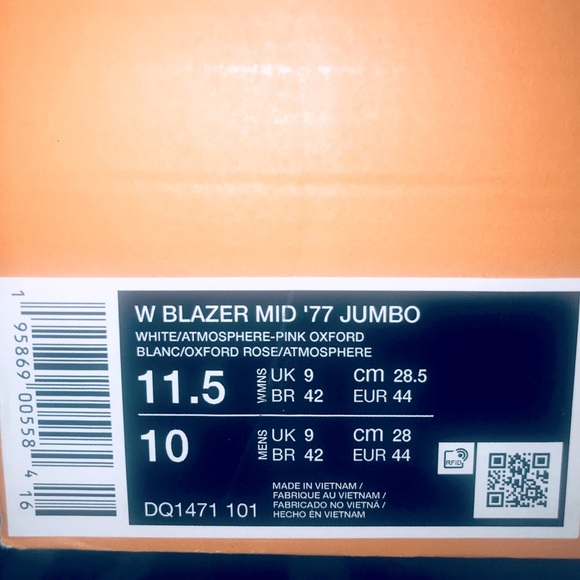 W BLAZER MID '77 JUMBO
WHITE/ATMOSPHERE-PINK OXFORD
BLANC/OXFORD ROSE/ATMOSPHERE
11.5 WMNS UK 9 cm 28.5
BR 42 EUR 44
10 MENS UK 9 cm 28
BR 42 EUR 44
RFID
MADE IN VIETNAM /
FABRIQUE AU VIETNAM /
FABRICADO NO VIETNÃ /
HECHO EN VIETNAM
DQ1471 101
1 95869 00558 4 16